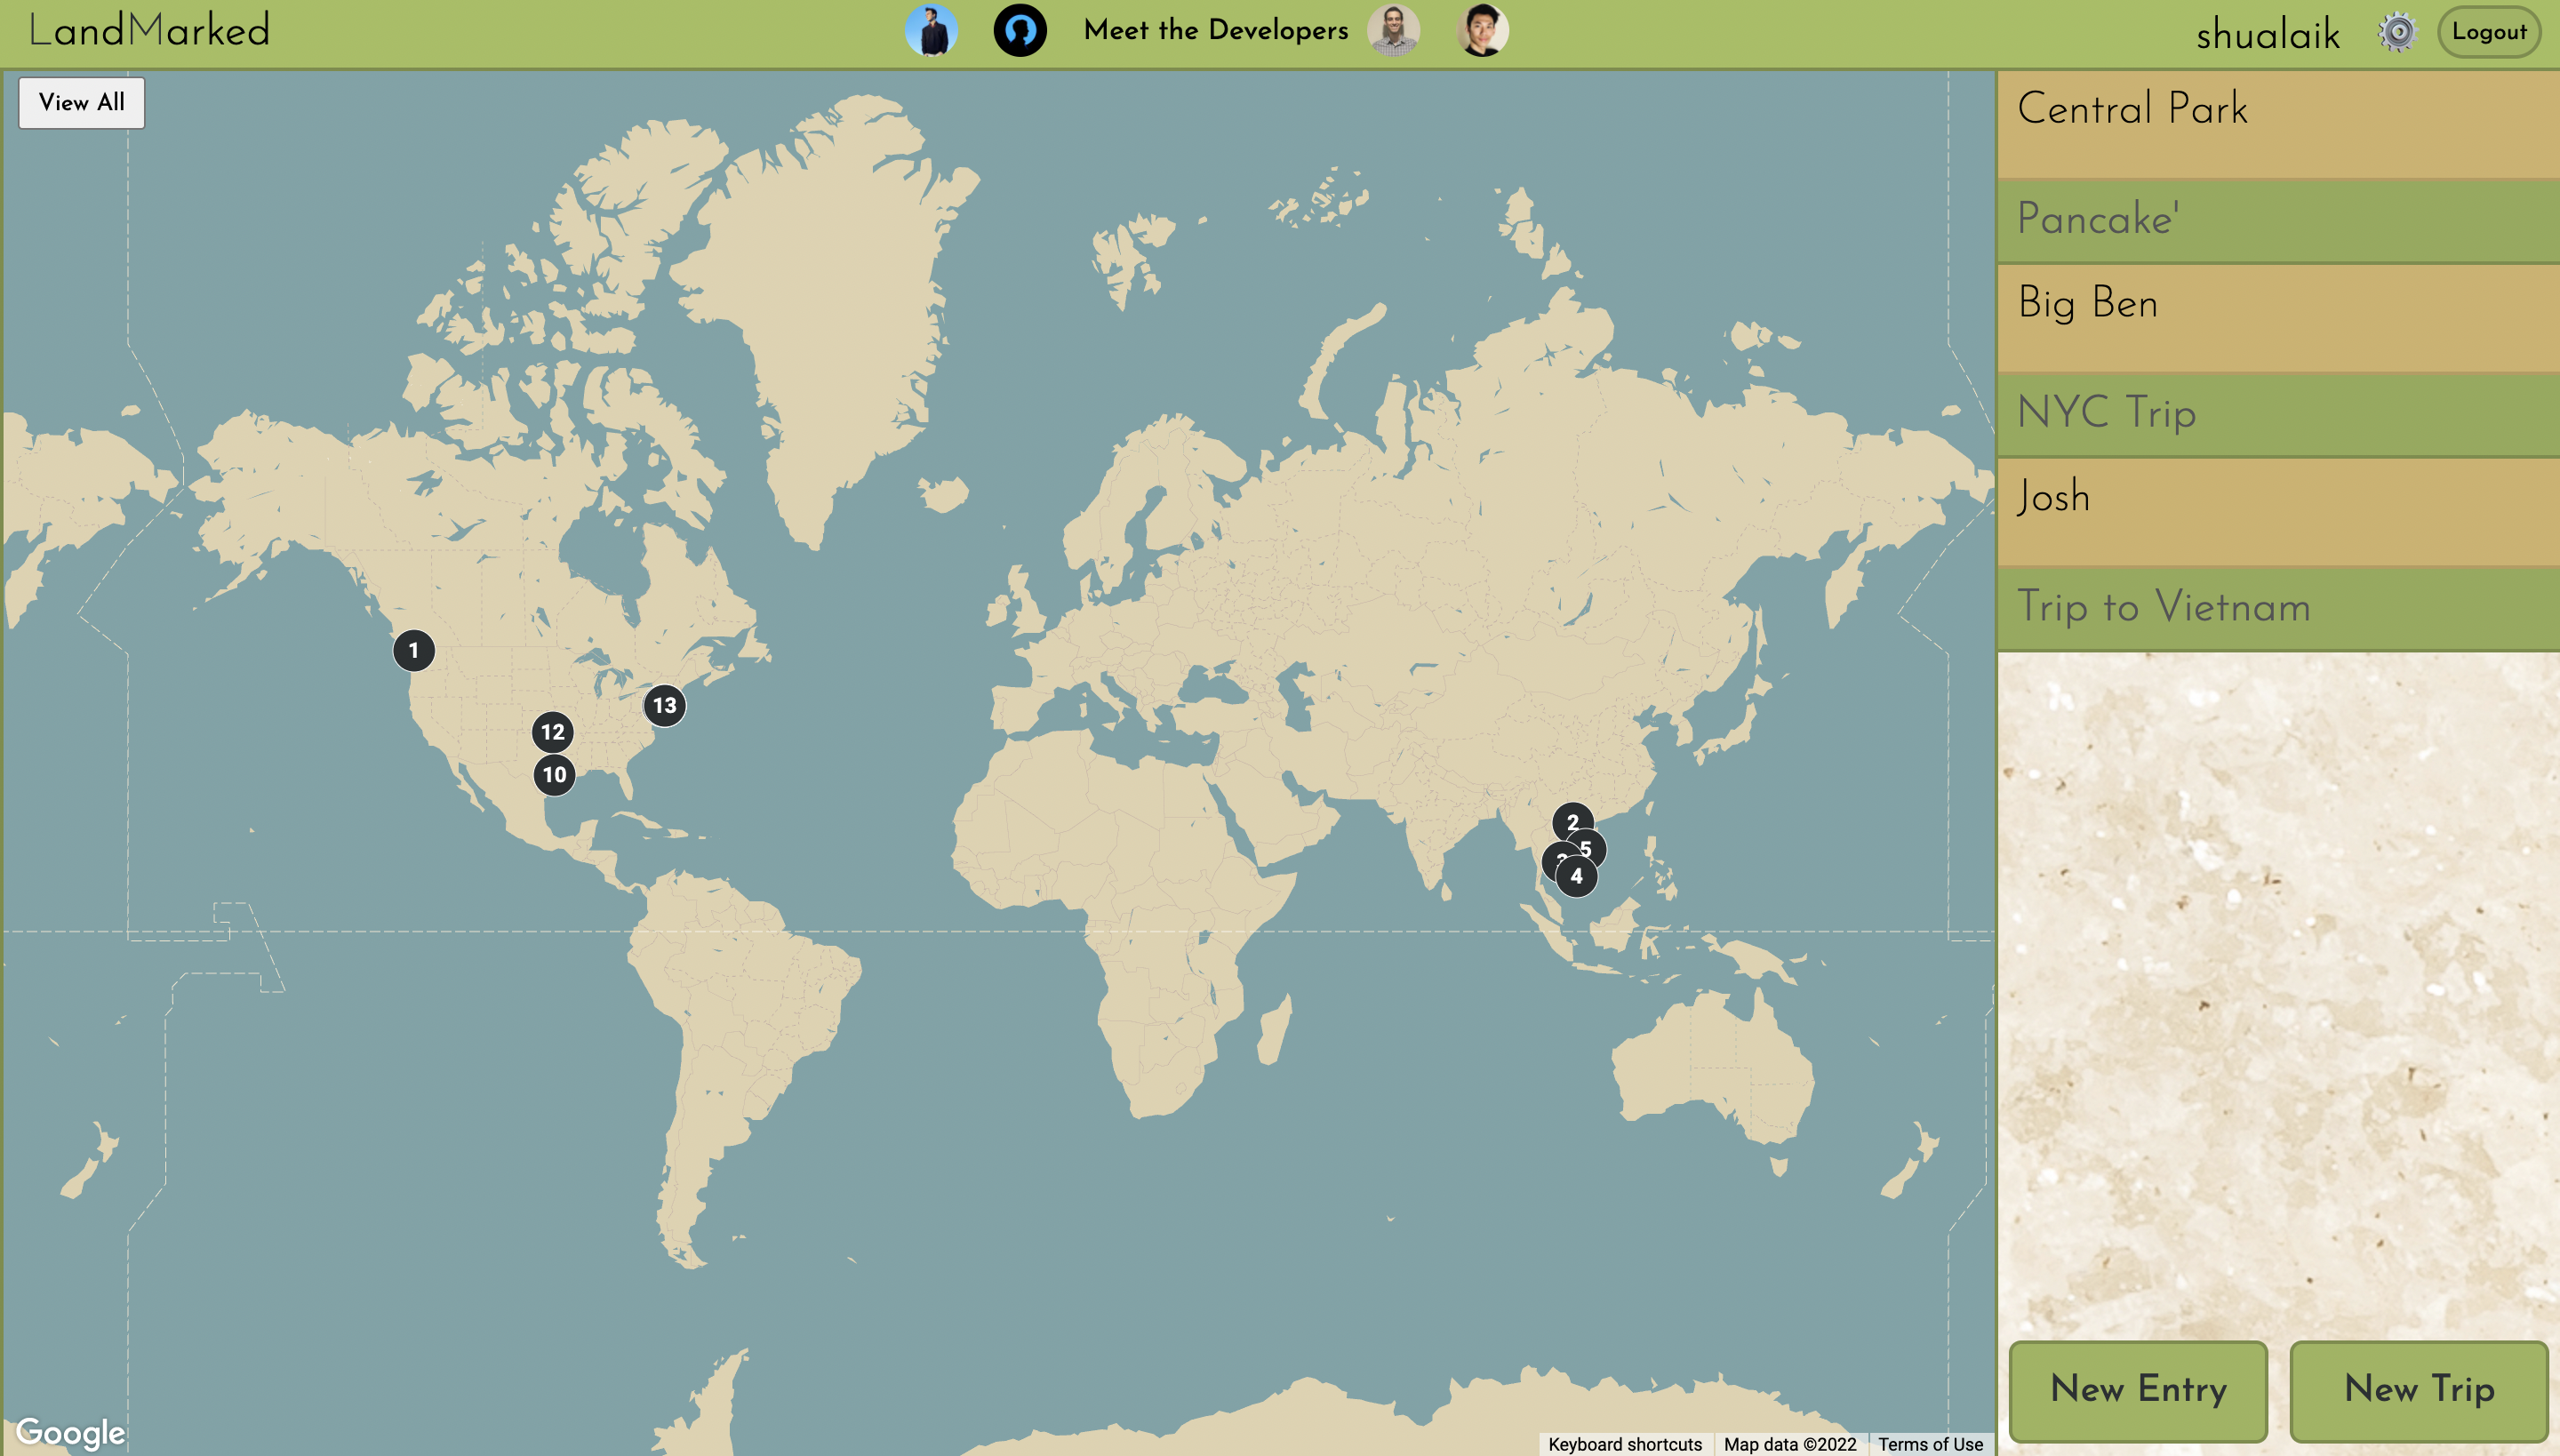 LandMarked
Meet the Developers
shualaik
Logout
View All
Central Park
Pancake'
Big Ben
NYC Trip
Josh
Trip to Vietnam
1
13
12
10
2
5
4
New Entry
New Trip
Google
Keyboard shortcuts
Map data ©2022
Terms of Use